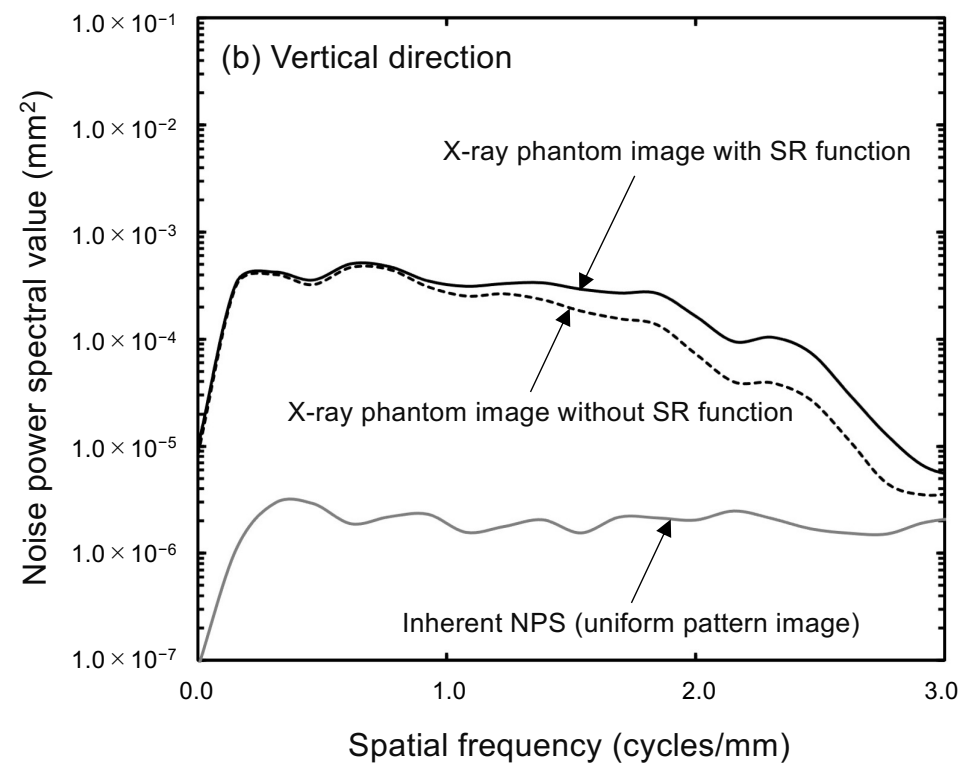 (b) Vertical direction
Noise power spectral value (mm²)
1.0 × 10⁻¹
1.0 × 10⁻²
1.0 × 10⁻³
1.0 × 10⁻⁴
1.0 × 10⁻⁵
1.0 × 10⁻⁶
1.0 × 10⁻⁷
X-ray phantom image with SR function
X-ray phantom image without SR function
Inherent NPS (uniform pattern image)
0.0 1.0 2.0 3.0
Spatial frequency (cycles/mm)